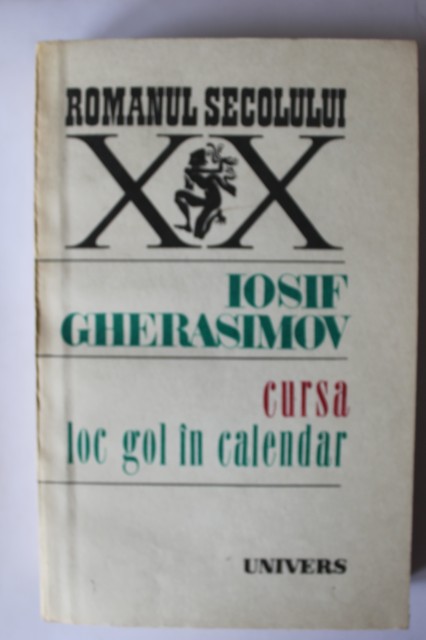 ROMANUL SECOLULUI
XX
IOSIF
GHERASIMOV
cursa
loc gol în calendar
UNIVERS